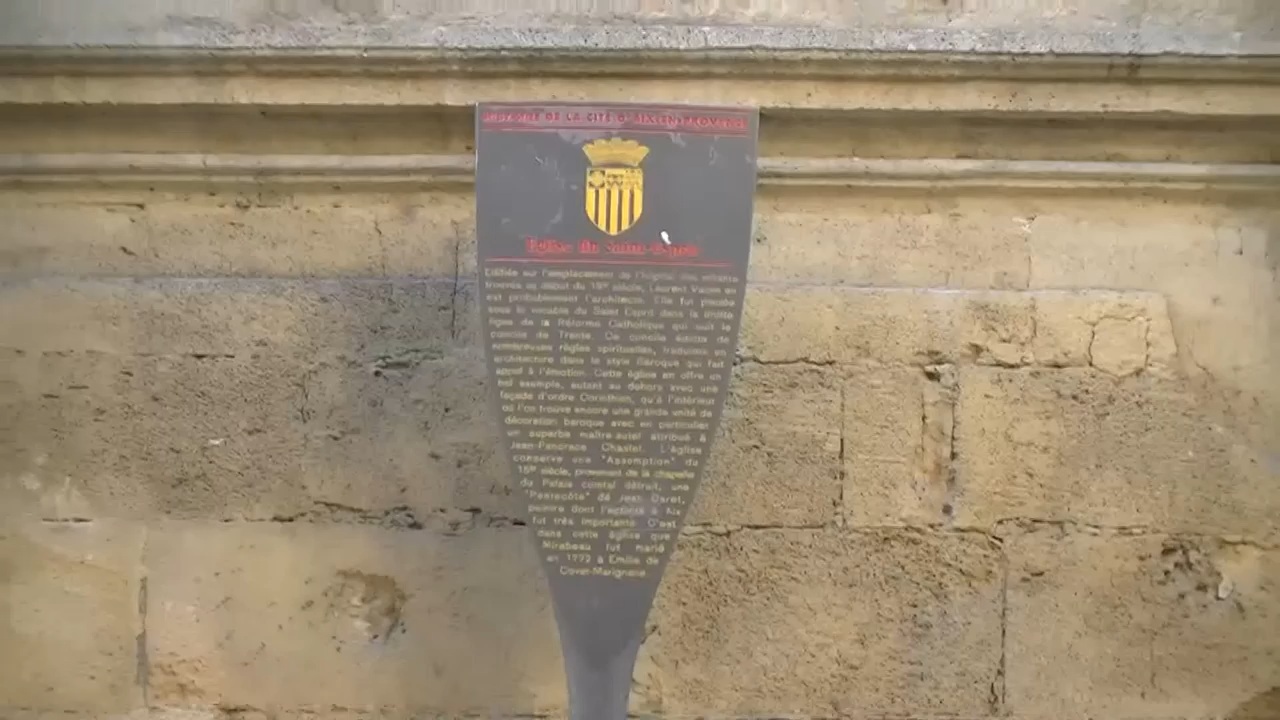 HISTOIRE DE LA CITÉ D'AIX-EN-PROVENCE
Eglise du Saint-Esprit
Edifiée sur l'emplacement de l'hôpital des enfants
trouvés au début du 18e siècle, Laurent Vallon en
est probablement l'architecte. Elle fut placée
sous le vocable du Saint Esprit dans la droite
ligne de la Réforme Catholique qui suit le
concile de Trente. Ce concile édicte de
nombreuses règles spirituelles, traduites en
architecture dans le style Baroque qui fait
appel à l'émotion. Cette église en offre un
bel exemple, autant au dehors avec une
façade d'ordre Corinthien, qu'à l'intérieur
où l'on trouve encore une grande unité de
décoration baroque avec en particulier
un superbe maître-autel attribué à
Jean-Pancrace Chastel. L'église
conserve une "Assomption" du
16e siècle, provenant de la chapelle
du Palais comtal détruit, une
"Pentecôte" de Jean Daret,
peintre dont l'activité à Aix
fut très importante. C'est
dans cette église que
Mirabeau fut marié
en 1772 à Emilie de
Covet-Marignane